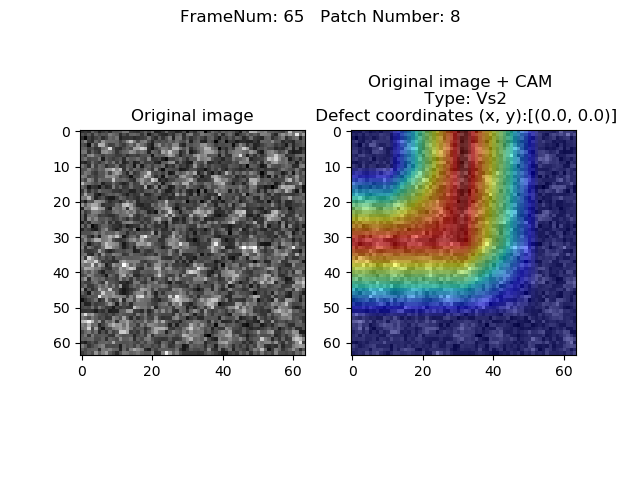 FrameNum: 65   Patch Number: 8
Original image
Original image + CAM
Type: Vs2
Defect coordinates (x, y):[(0.0, 0.0)]
0
10
20
30
40
50
60
0 20 40 60
0
10
20
30
40
50
60
0 20 40 60